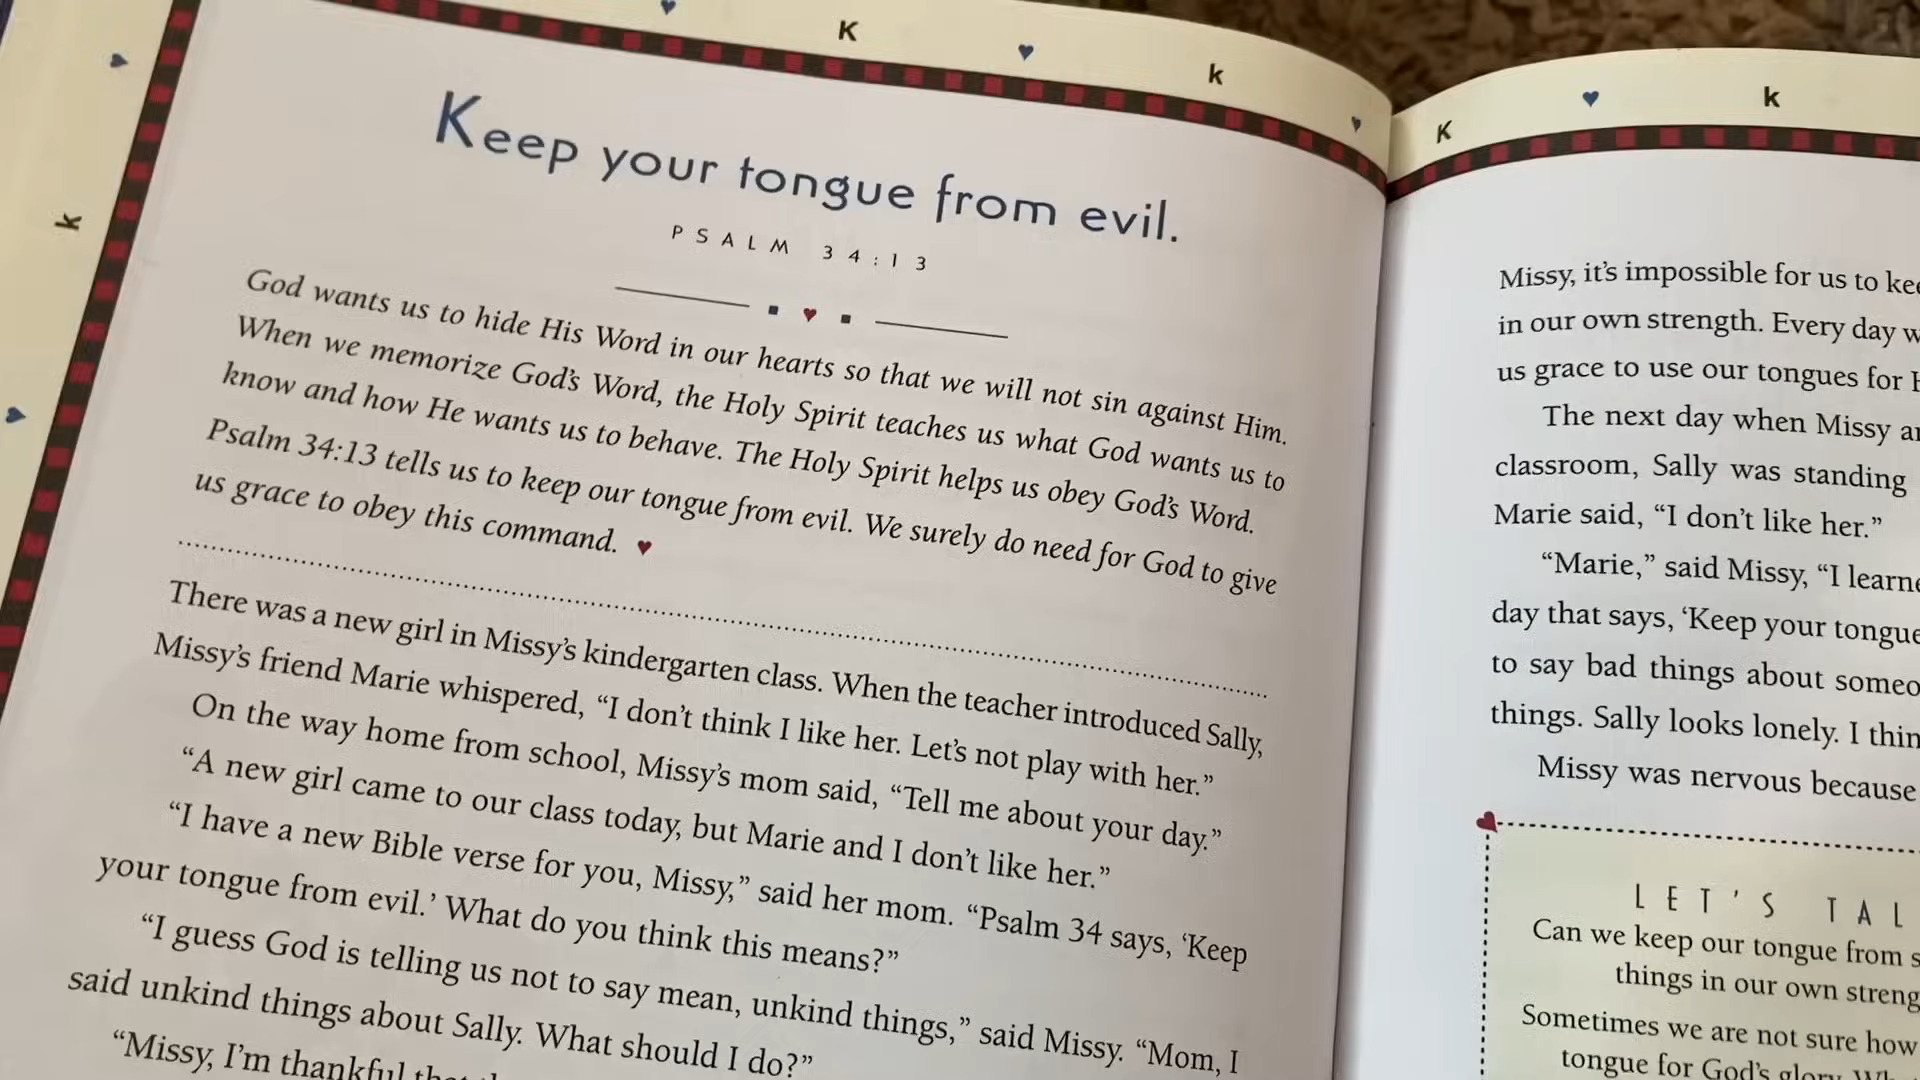 K k
Keep your tongue from evil.
PSALM 34:13
God wants us to hide His Word in our hearts so that we will not sin against Him.
When we memorize God's Word, the Holy Spirit teaches us what God wants us to
know and how He wants us to behave. The Holy Spirit helps us obey God's Word.
Psalm 34:13 tells us to keep our tongue from evil. We surely do need for God to give
us grace to obey this command.
There was a new girl in Missy's kindergarten class. When the teacher introduced Sally,
Missy's friend Marie whispered, “I don't think I like her. Let's not play with her.”
On the way home from school, Missy's mom said, “Tell me about your day.”
“A new girl came to our class today, but Marie and I don't like her.”
“I have a new Bible verse for you, Missy,” said her mom. “Psalm 34 says, ‘Keep
your tongue from evil.’ What do you think this means?”
“I guess God is telling us not to say mean, unkind things,” said Missy. “Mom, I
said unkind things about Sally. What should I do?”
“Missy, I'm thankful that
k
K k
Missy, it's impossible for us to
in our own strength. Every day
us grace to use our tongues for
The next day when Missy
classroom, Sally was standing
Marie said, “I don't like her.”
“Marie,” said Missy, “I
day that says, ‘Keep your tongue
to say bad things about
things. Sally looks lonely. I
Missy was nervous because
LET'S
Can we keep our tongue from
things in our own
Sometimes we are not sure how
tongue for God's glory.